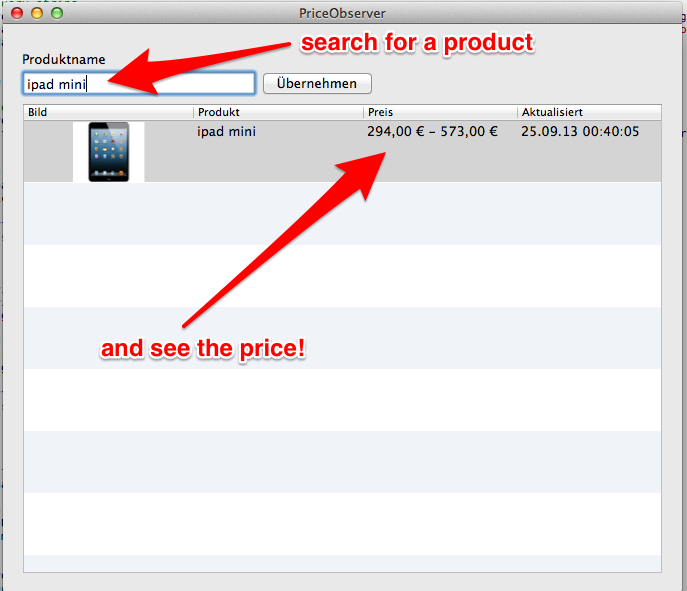 PriceObserver
search for a product
Produktname
ipad mini
Übernehmen
Bild Produkt Preis Aktualisiert
ipad mini 294,00 € – 573,00 € 25.09.13 00:40:05
and see the price!